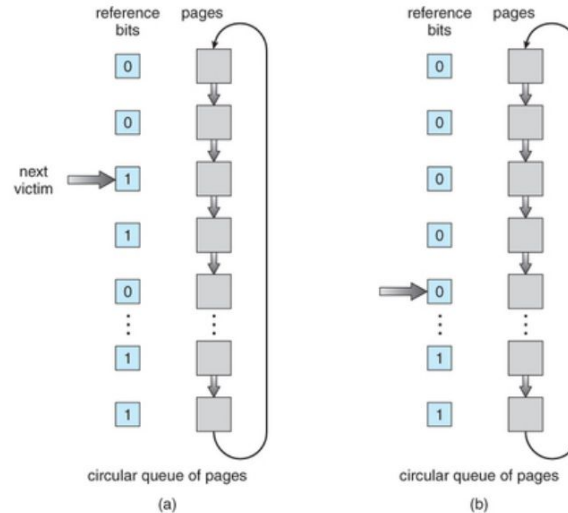 reference pages
bits
0
0
next
victim
1
1
0
1
1
circular queue of pages
(a)
reference pages
bits
0
0
0
0
0
1
1
circular queue of pages
(b)